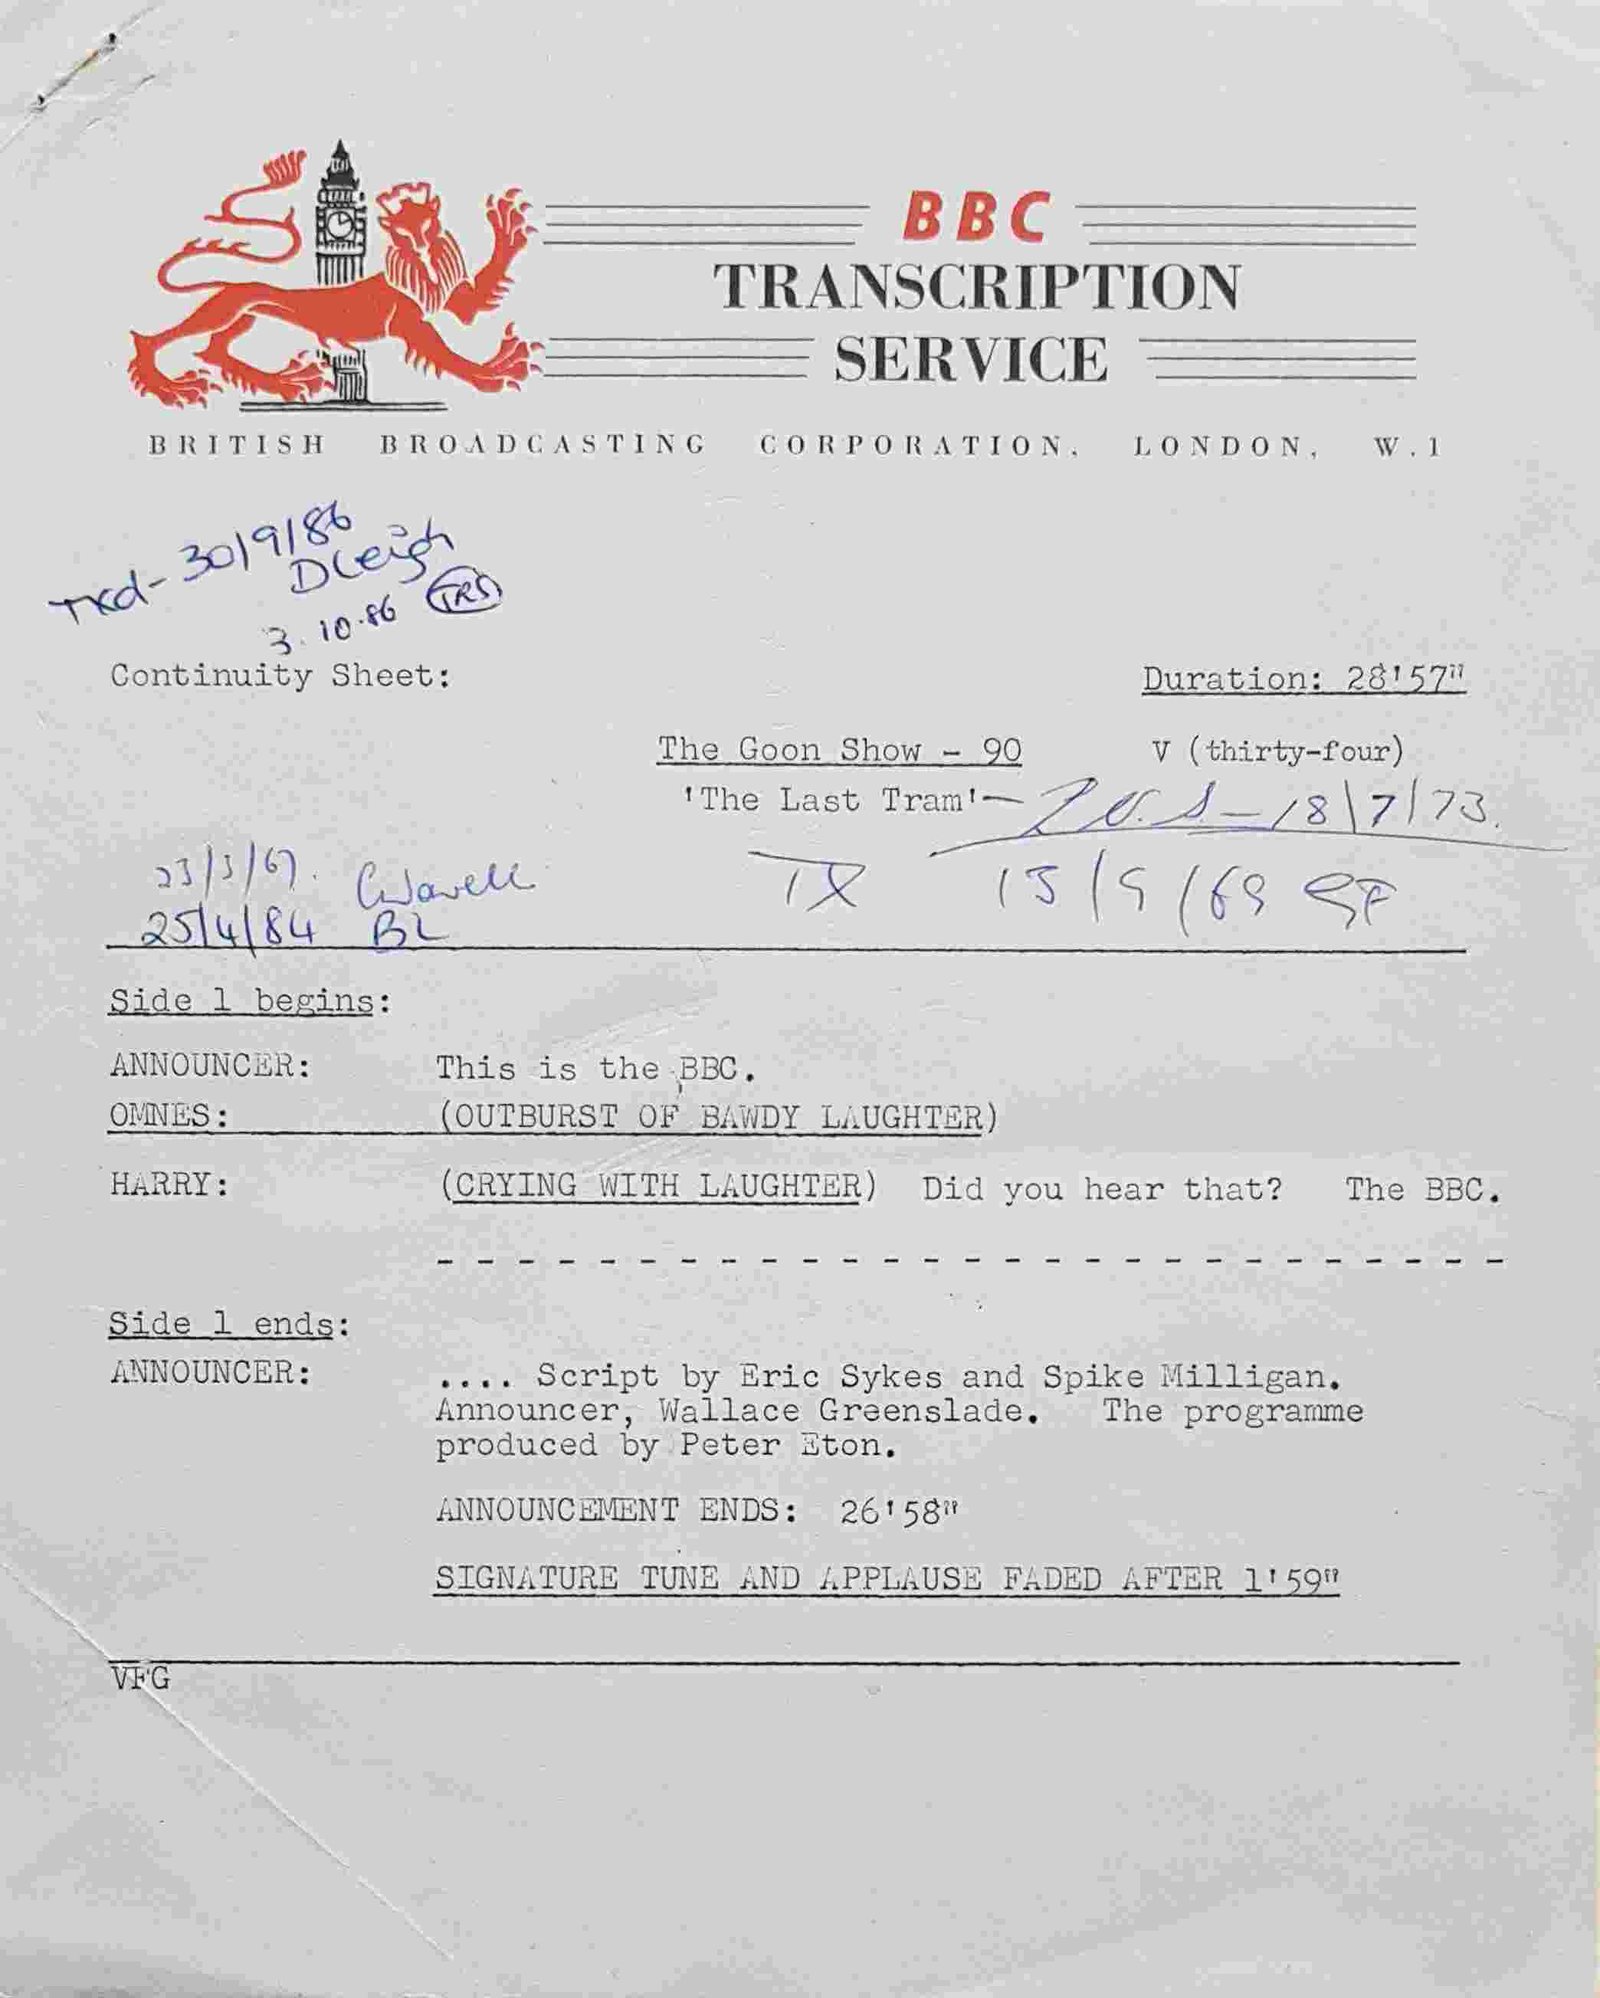 BBC
TRANSCRIPTION
SERVICE
BRITISH BROADCASTING CORPORATION, LONDON, W.1
Txd- 30/9/86
DLeigh
3.10.86 TRS
Continuity Sheet: Duration: 28'57"
The Goon Show - 90 V (thirty-four)
'The Last Tram' — 18/7/73.
23/3/67.
25/4/84 BL
TX 15/9/69
Side 1 begins:
ANNOUNCER: This is the BBC.
OMNES: (OUTBURST OF BAWDY LAUGHTER)
HARRY: (CRYING WITH LAUGHTER) Did you hear that? The BBC.
- - - - - - - - - - - - - - - - - - - - - - - - - - -
Side 1 ends:
ANNOUNCER: .... Script by Eric Sykes and Spike Milligan.
Announcer, Wallace Greenslade. The programme
produced by Peter Eton.
ANNOUNCEMENT ENDS: 26'58"
SIGNATURE TUNE AND APPLAUSE FADED AFTER 1'59"
VFG